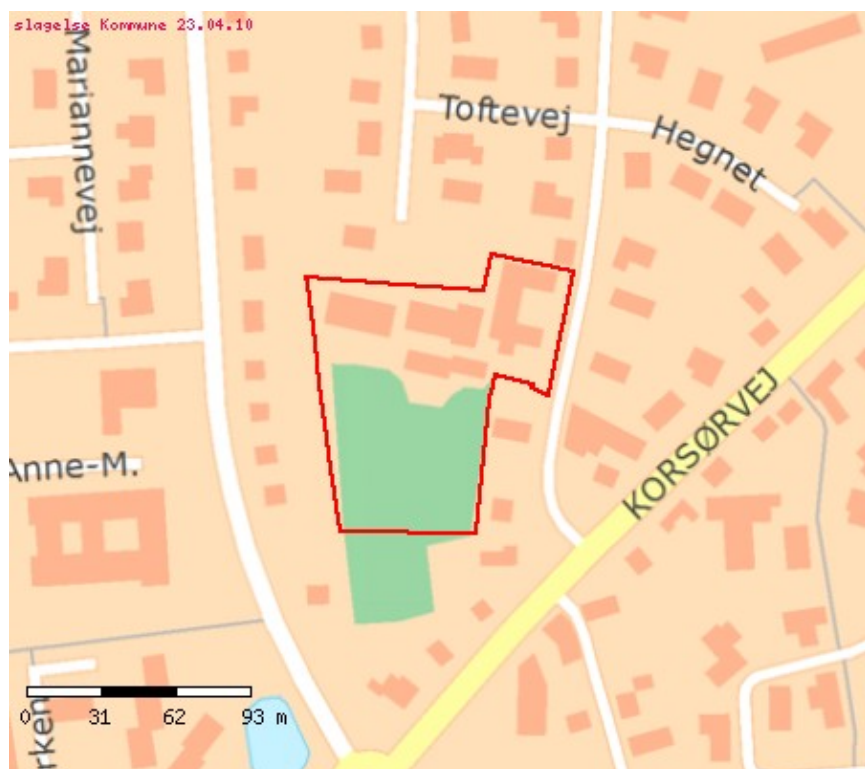 slagelse Kommune 23.04.10
Mariannevej
Toftevej
Hegnet
KORSØRVEJ
Anne-M.
rken
0 31 62 93 m